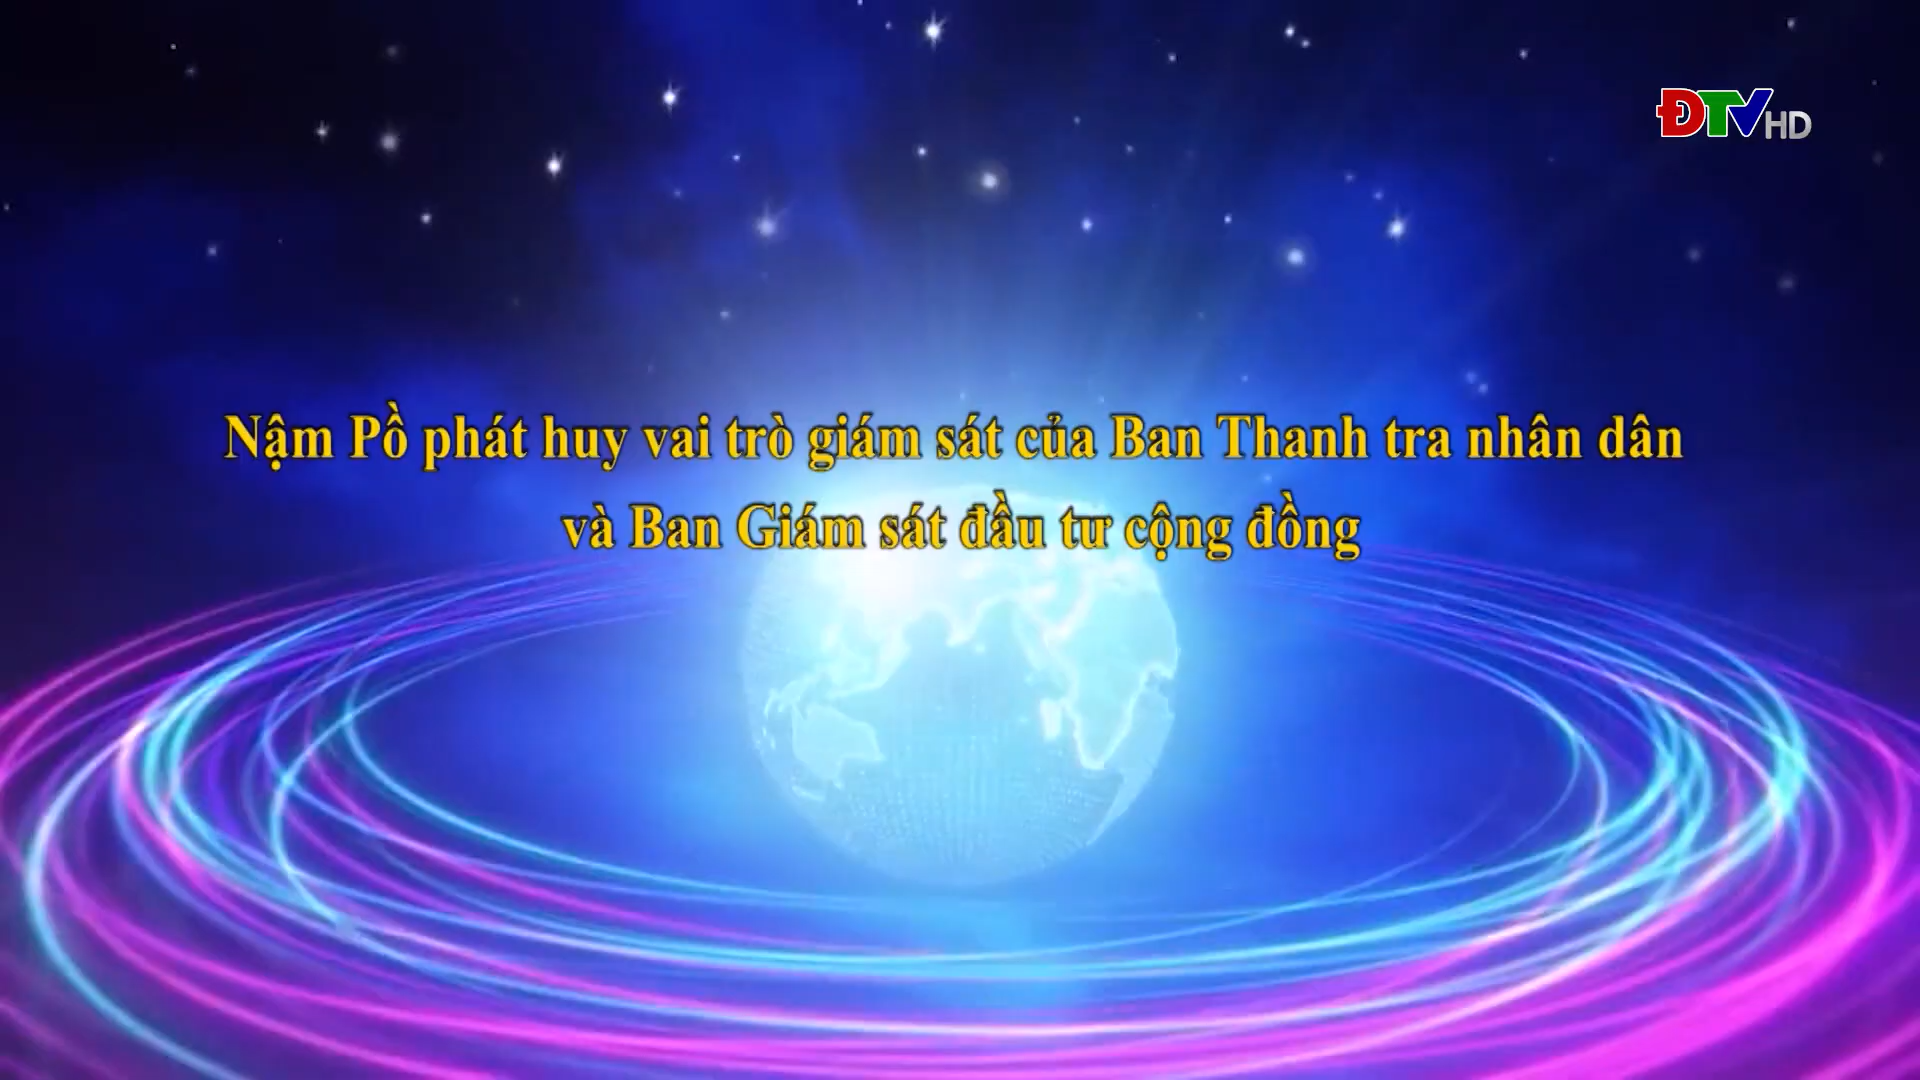 ĐTV HD
Nậm Pồ phát huy vai trò giám sát của Ban Thanh tra nhân dân
và Ban Giám sát đầu tư cộng đồng